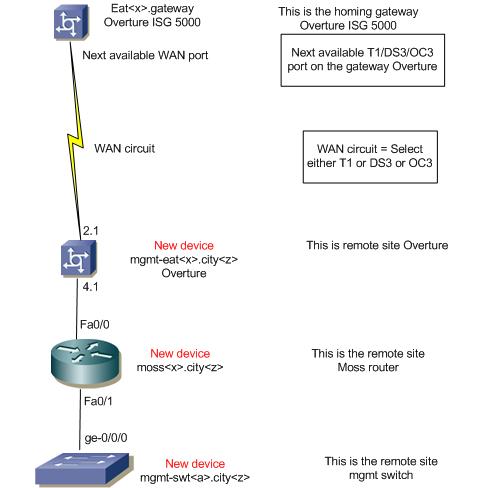 Eat<x>.gateway
Overture ISG 5000
This is the homing gateway
Overture ISG 5000
Next available WAN port
Next available T1/DS3/OC3
port on the gateway Overture
WAN circuit
WAN circuit = Select
either T1 or DS3 or OC3
2.1
New device
mgmt-eat<x>.city<z>
Overture
This is remote site Overture
4.1
Fa0/0
New device
moss<x>.city<z>
This is the remote site
Moss router
Fa0/1
ge-0/0/0
New device
mgmt-swt<a>.city<z>
This is the remote site
mgmt switch